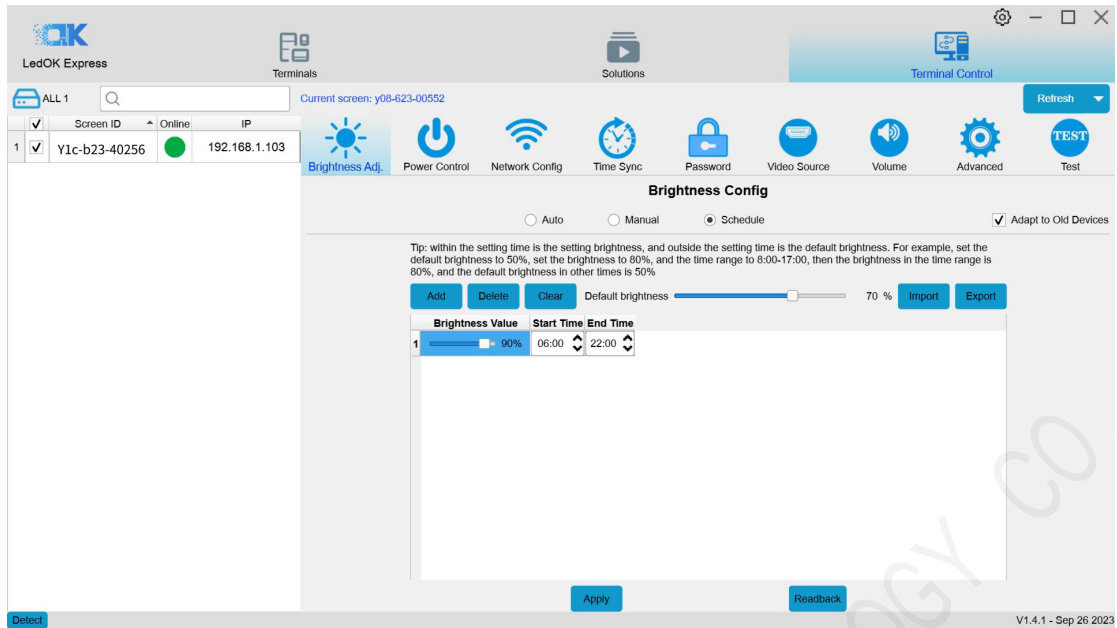 LedOK Express
Terminals
Solutions
Terminal Control
ALL 1
Current screen: y08-623-00552
Refresh
Screen ID Online IP
1 Y1c-b23-40256 192.168.1.103
Brightness Adj.
Power Control
Network Config
Time Sync
Password
Video Source
Volume
Advanced
TEST
Test
Brightness Config
Auto Manual Schedule Adapt to Old Devices
Tip: within the setting time is the setting brightness, and outside the setting time is the default brightness. For example, set the
default brightness to 50%, set the brightness to 80%, and the time range to 8:00-17:00, then the brightness in the time range is
80%, and the default brightness in other times is 50%
Add Delete Clear Default brightness 70 % Import Export
Brightness Value Start Time End Time
1 90% 06:00 22:00
Apply Readback
Detect V1.4.1 - Sep 26 2023
OGY CO